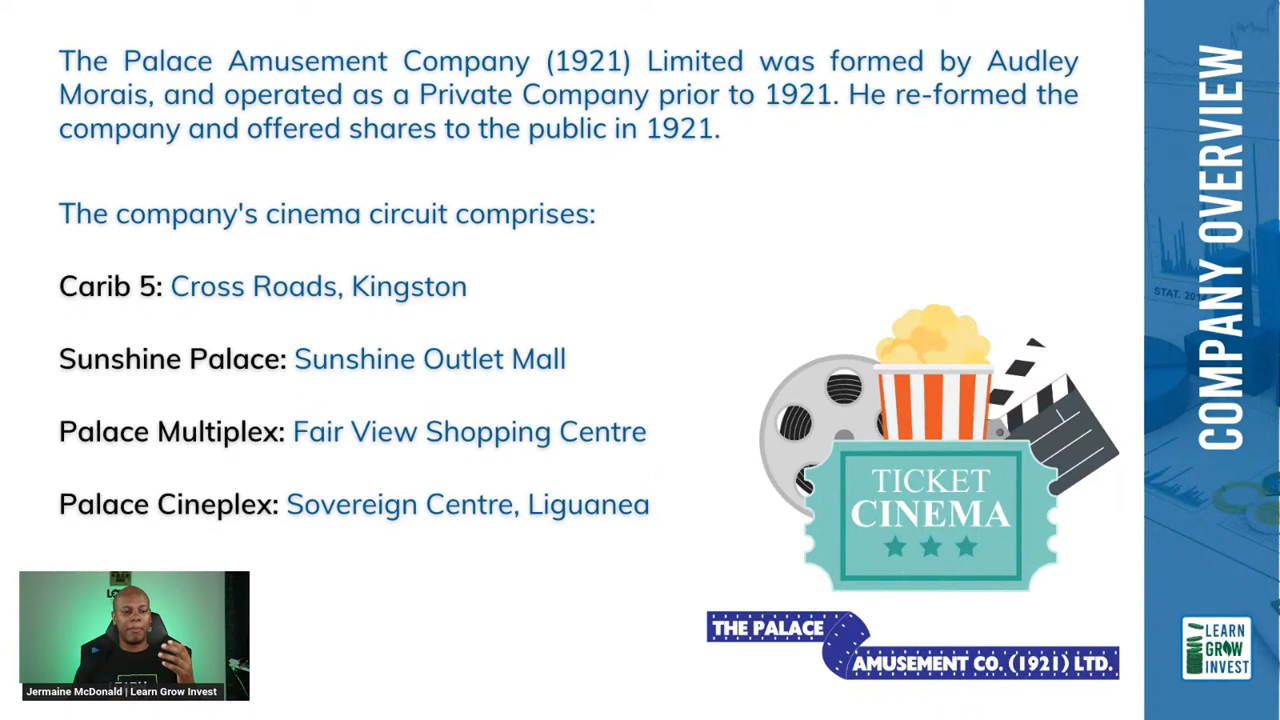 The Palace Amusement Company (1921) Limited was formed by Audley
Morais, and operated as a Private Company prior to 1921. He re-formed the
company and offered shares to the public in 1921.
The company's cinema circuit comprises:
Carib 5: Cross Roads, Kingston
Sunshine Palace: Sunshine Outlet Mall
Palace Multiplex: Fair View Shopping Centre
Palace Cineplex: Sovereign Centre, Liguanea
TICKET
CINEMA
THE PALACE
AMUSEMENT CO. (1921) LTD.
Jermaine McDonald | Learn Grow Invest
COMPANY OVERVIEW
LEARN
GROW
INVEST